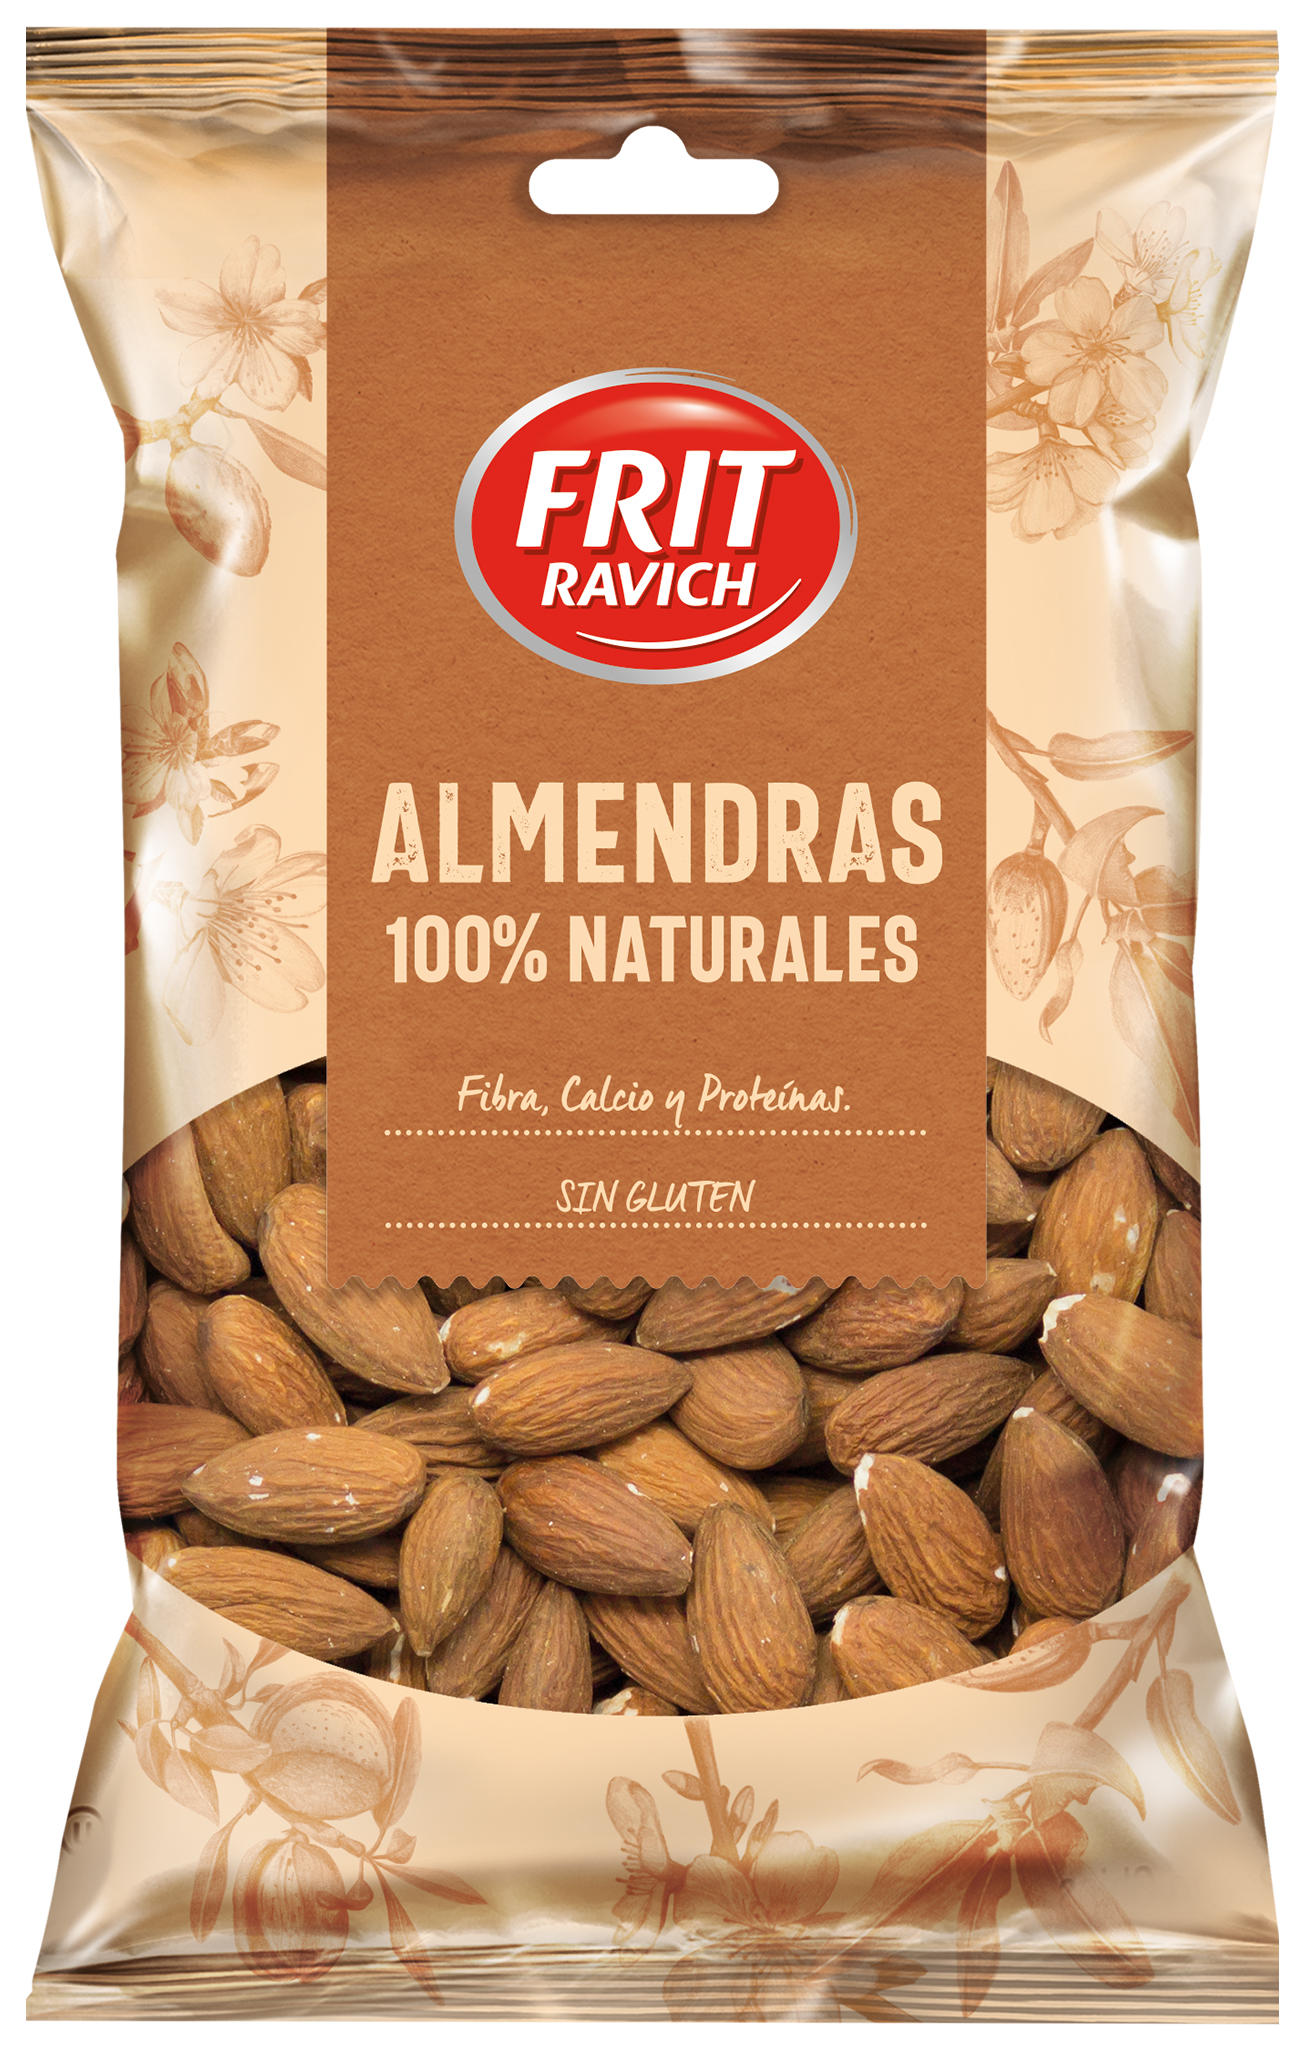 FRIT
RAVICH
ALMENDRAS
100% NATURALES
Fibra, Calcio y Proteínas.
SIN GLUTEN